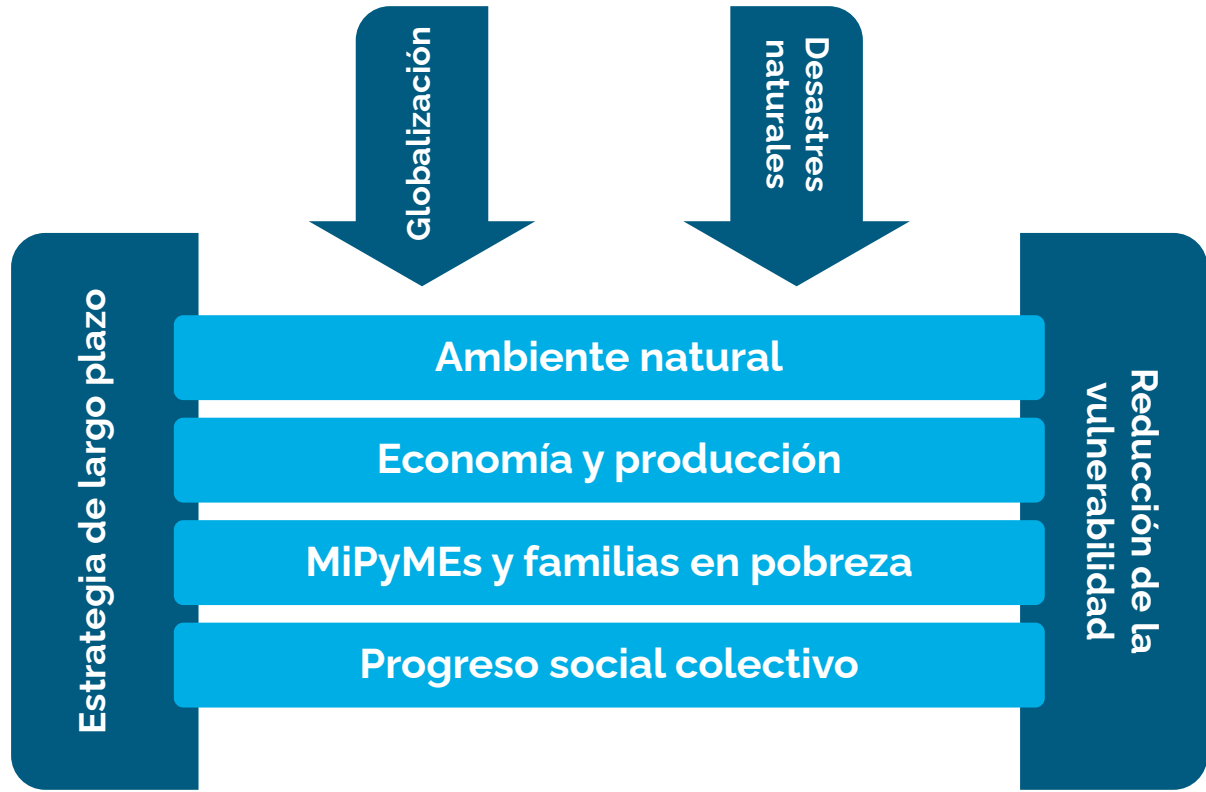 Globalización
Desastres
naturales
Estrategia de largo plazo
Ambiente natural
Economía y producción
MiPyMEs y familias en pobreza
Progreso social colectivo
Reducción de la
vulnerabilidad